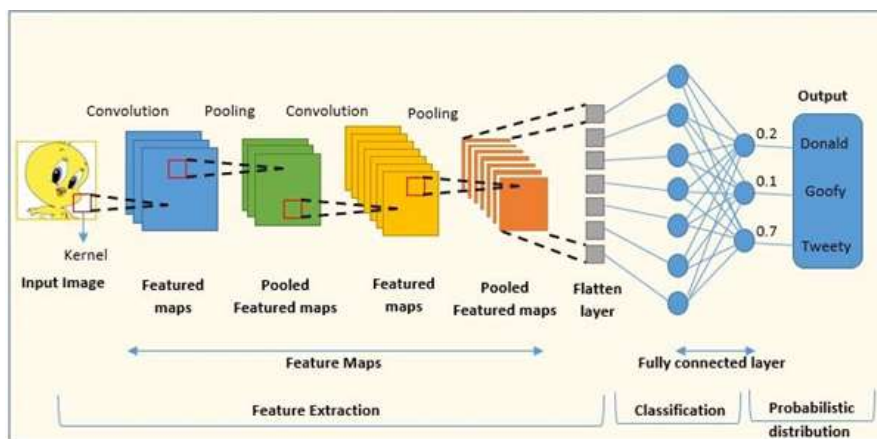 Convolution
Pooling
Convolution
Pooling
Kernel
Input Image
Featured
maps
Pooled
Featured maps
Featured
maps
Pooled
Featured maps
Flatten
layer
0.2
0.1
0.7
Output
Donald
Goofy
Tweety
Feature Maps
Fully connected layer
Feature Extraction
Classification
Probabilistic
distribution